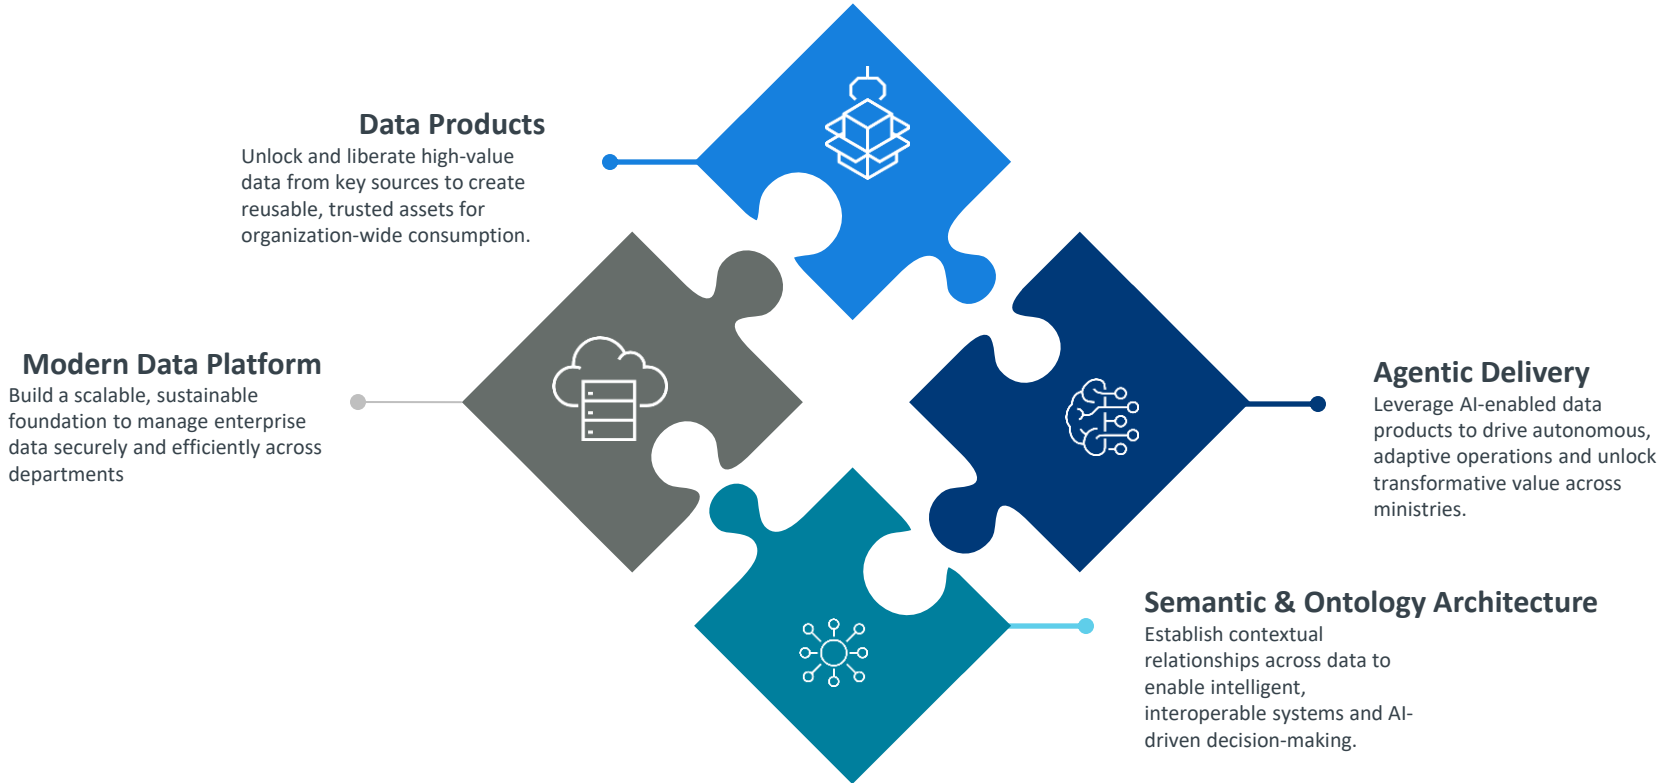 Data Products
Unlock and liberate high-value
data from key sources to create
reusable, trusted assets for
organization-wide consumption.
Modern Data Platform
Build a scalable, sustainable
foundation to manage enterprise
data securely and efficiently across
departments
Agentic Delivery
Leverage AI-enabled data
products to drive autonomous,
adaptive operations and unlock
transformative value across
ministries.
Semantic & Ontology Architecture
Establish contextual
relationships across data to
enable intelligent,
interoperable systems and AI-
driven decision-making.